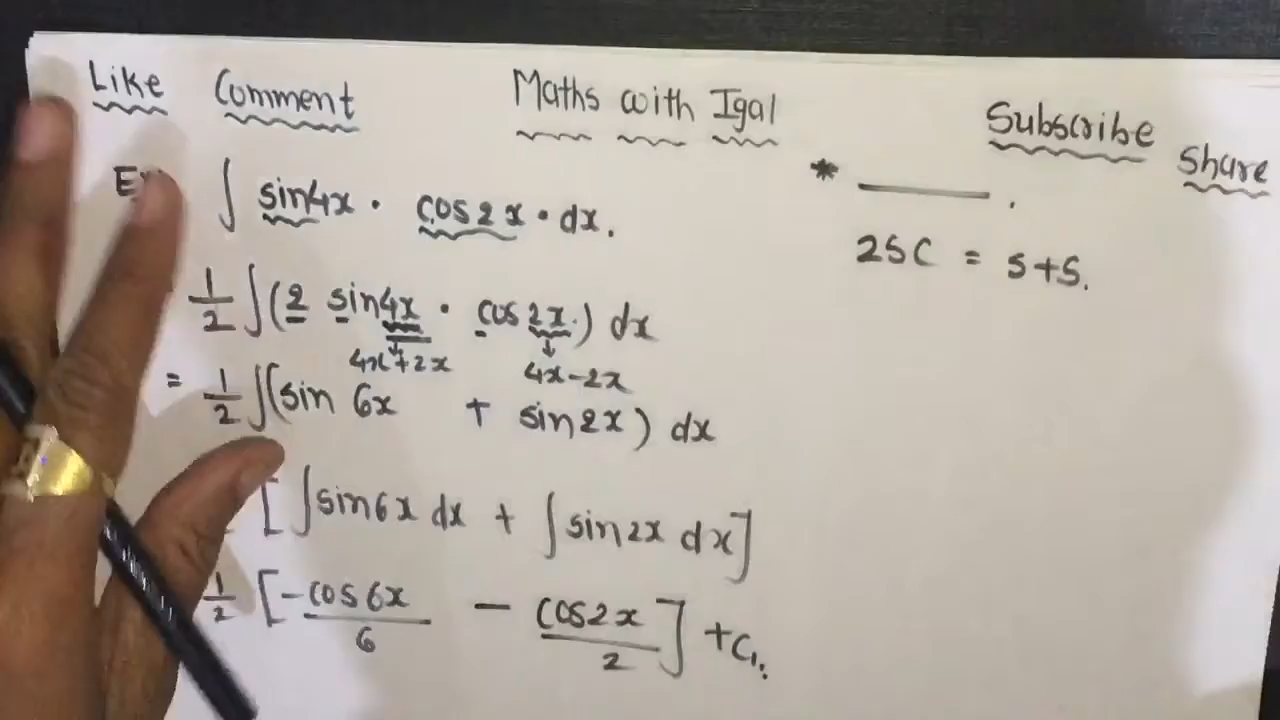 Like Comment Maths with Igal Subscribe Share
∫ sin4x · cos2x · dx.
* ______ .
2SC = S+S.
1/2 ∫(2 sin4x · cos2x.) dx
4x+2x 4x-2x
= 1/2 ∫(sin 6x + sin2x) dx
[∫sin6x dx + ∫sin2x dx]
1/2 [-cos6x/6 - cos2x/2] + C1.